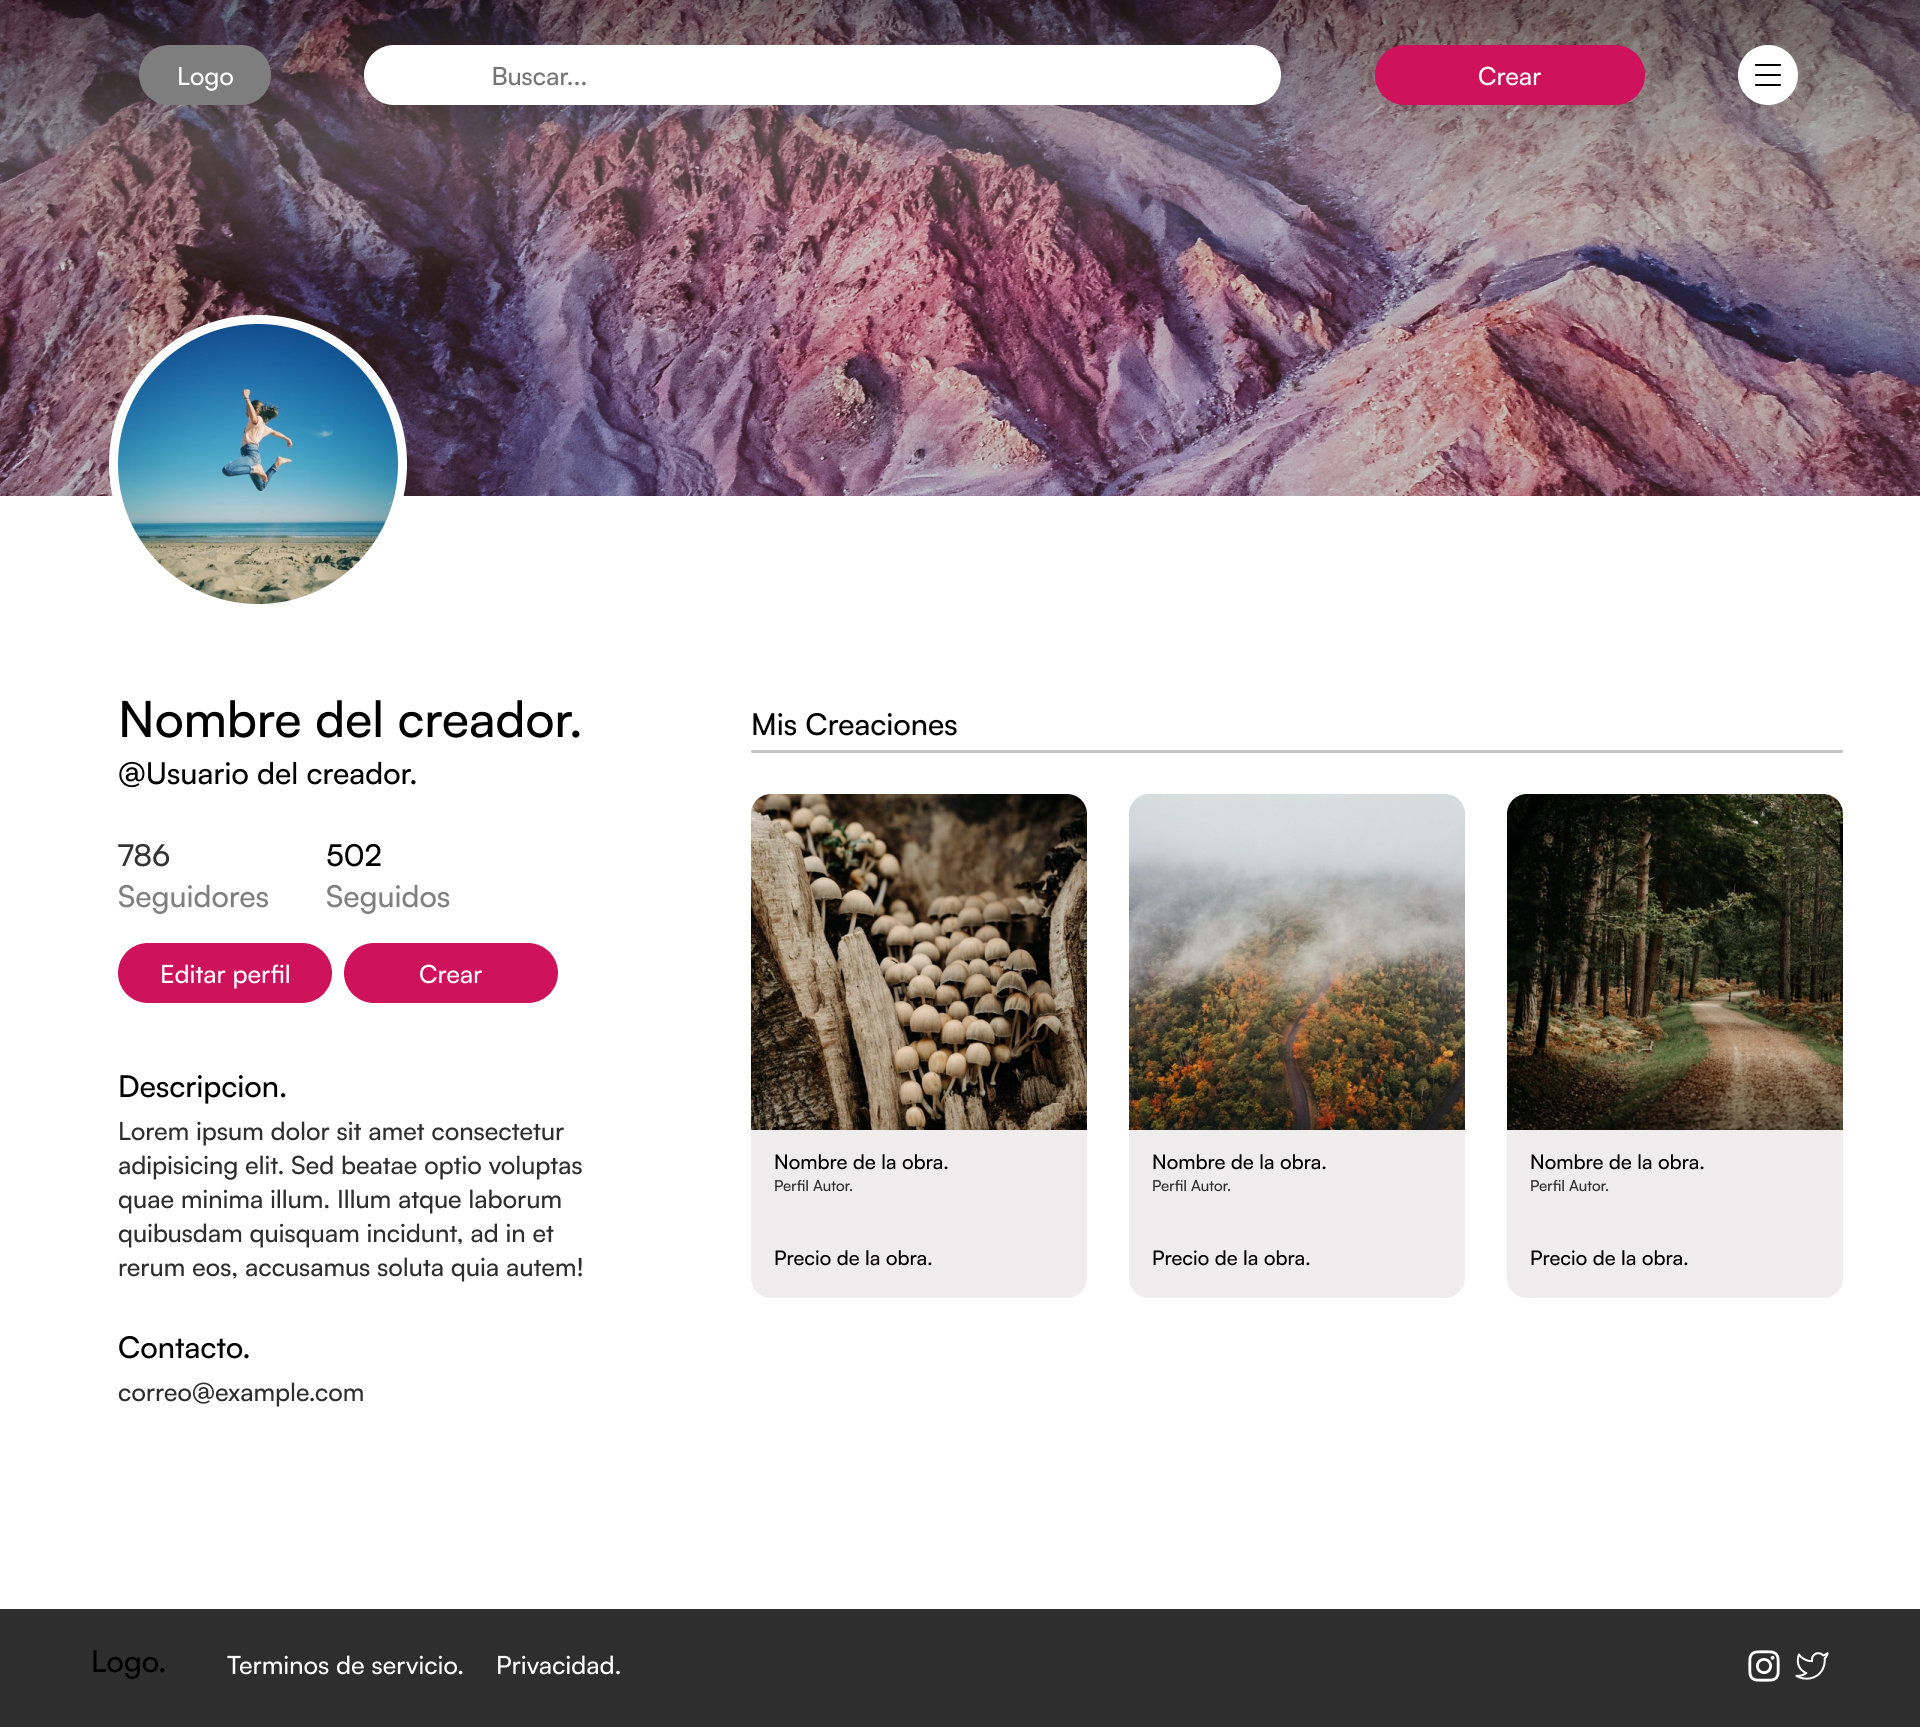 Logo
Buscar...
Crear
Nombre del creador.
@Usuario del creador.
786
Seguidores
502
Seguidos
Editar perfil
Crear
Descripcion.
Lorem ipsum dolor sit amet consectetur
adipisicing elit. Sed beatae optio voluptas
quae minima illum. Illum atque laborum
quibusdam quisquam incidunt, ad in et
rerum eos, accusamus soluta quia autem!
Contacto.
correo@example.com
Mis Creaciones
Nombre de la obra.
Perfil Autor.
Precio de la obra.
Nombre de la obra.
Perfil Autor.
Precio de la obra.
Nombre de la obra.
Perfil Autor.
Precio de la obra.
Logo.
Terminos de servicio.
Privacidad.